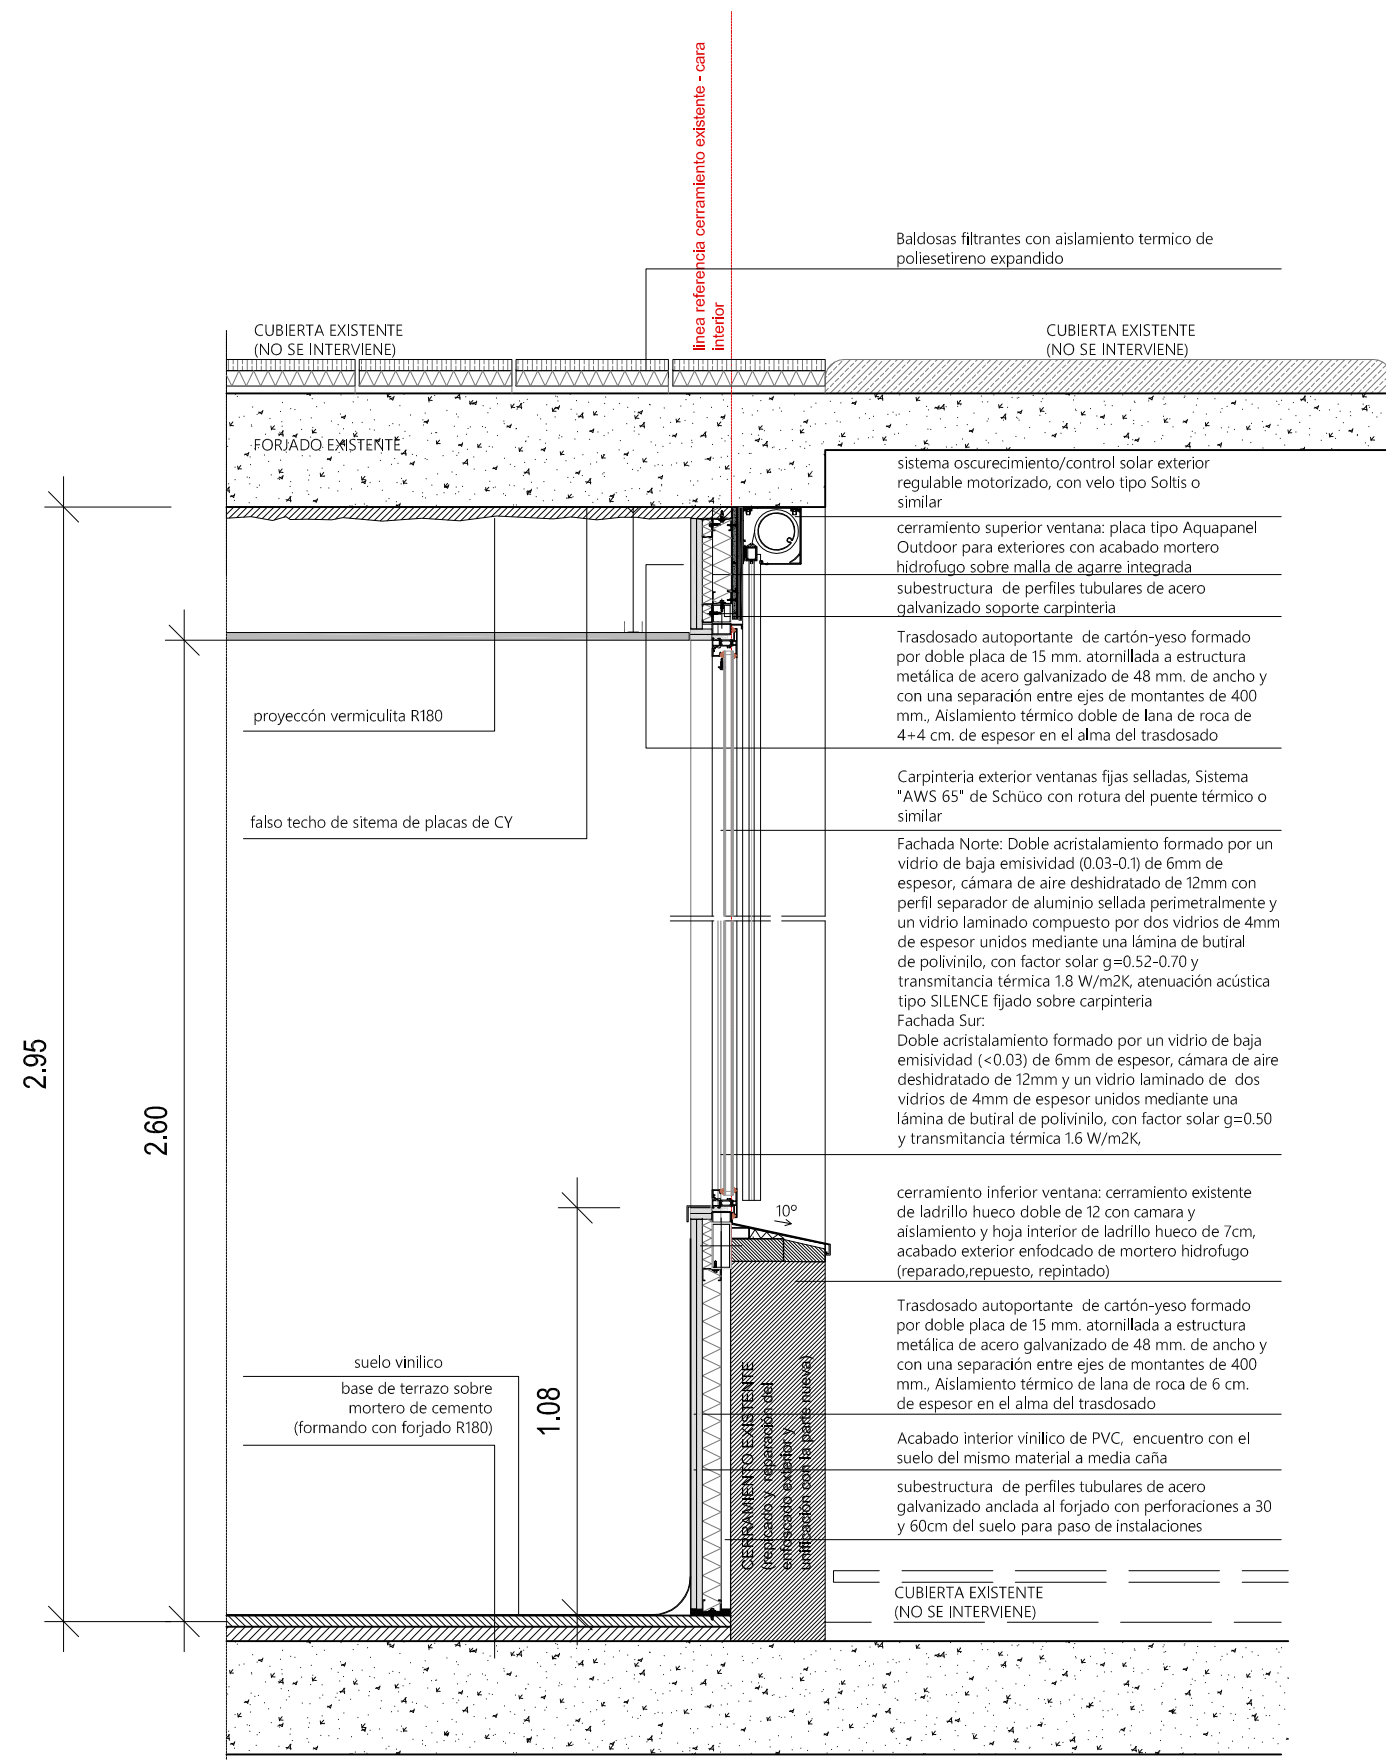 línea referencia cerramiento existente - cara
interior
Baldosas filtrantes con aislamiento termico de
poliesetireno expandido
CUBIERTA EXISTENTE
(NO SE INTERVIENE)
CUBIERTA EXISTENTE
(NO SE INTERVIENE)
FORJADO EXISTENTE
sistema oscurecimiento/control solar exterior
regulable motorizado, con velo tipo Soltis o
similar
cerramiento superior ventana: placa tipo Aquapanel
Outdoor para exteriores con acabado mortero
hidrofugo sobre malla de agarre integrada
subestructura de perfiles tubulares de acero
galvanizado soporte carpinteria
Trasdosado autoportante de cartón-yeso formado
por doble placa de 15 mm. atornillada a estructura
metálica de acero galvanizado de 48 mm. de ancho y
con una separación entre ejes de montantes de 400
mm., Aislamiento térmico doble de lana de roca de
4+4 cm. de espesor en el alma del trasdosado
proyeccón vermiculita R180
falso techo de sitema de placas de CY
Carpinteria exterior ventanas fijas selladas, Sistema
"AWS 65" de Schüco con rotura del puente térmico o
similar
Fachada Norte: Doble acristalamiento formado por un
vidrio de baja emisividad (0.03-0.1) de 6mm de
espesor, cámara de aire deshidratado de 12mm con
perfil separador de aluminio sellada perimetralmente y
un vidrio laminado compuesto por dos vidrios de 4mm
de espesor unidos mediante una lámina de butiral
de polivinilo, con factor solar g=0.52-0.70 y
transmitancia térmica 1.8 W/m2K, atenuación acústica
tipo SILENCE fijado sobre carpinteria
Fachada Sur:
Doble acristalamiento formado por un vidrio de baja
emisividad (<0.03) de 6mm de espesor, cámara de aire
deshidratado de 12mm y un vidrio laminado de dos
vidrios de 4mm de espesor unidos mediante una
lámina de butiral de polivinilo, con factor solar g=0.50
y transmitancia térmica 1.6 W/m2K,
2.95
2.60
1.08
10º
cerramiento inferior ventana: cerramiento existente
de ladrillo hueco doble de 12 con camara y
aislamiento y hoja interior de ladrillo hueco de 7cm,
acabado exterior enfodcado de mortero hidrofugo
(reparado,repuesto, repintado)
Trasdosado autoportante de cartón-yeso formado
por doble placa de 15 mm. atornillada a estructura
metálica de acero galvanizado de 48 mm. de ancho y
con una separación entre ejes de montantes de 400
mm., Aislamiento térmico de lana de roca de 6 cm.
de espesor en el alma del trasdosado
suelo vinilico
base de terrazo sobre
mortero de cemento
(formando con forjado R180)
CERRAMIENTO EXISTENTE
(repicado y reparación del
enfoscado exterior y
unificación con la parte nueva)
Acabado interior vinilico de PVC, encuentro con el
suelo del mismo material a media caña
subestructura de perfiles tubulares de acero
galvanizado anclada al forjado con perforaciones a 30
y 60cm del suelo para paso de instalaciones
CUBIERTA EXISTENTE
(NO SE INTERVIENE)